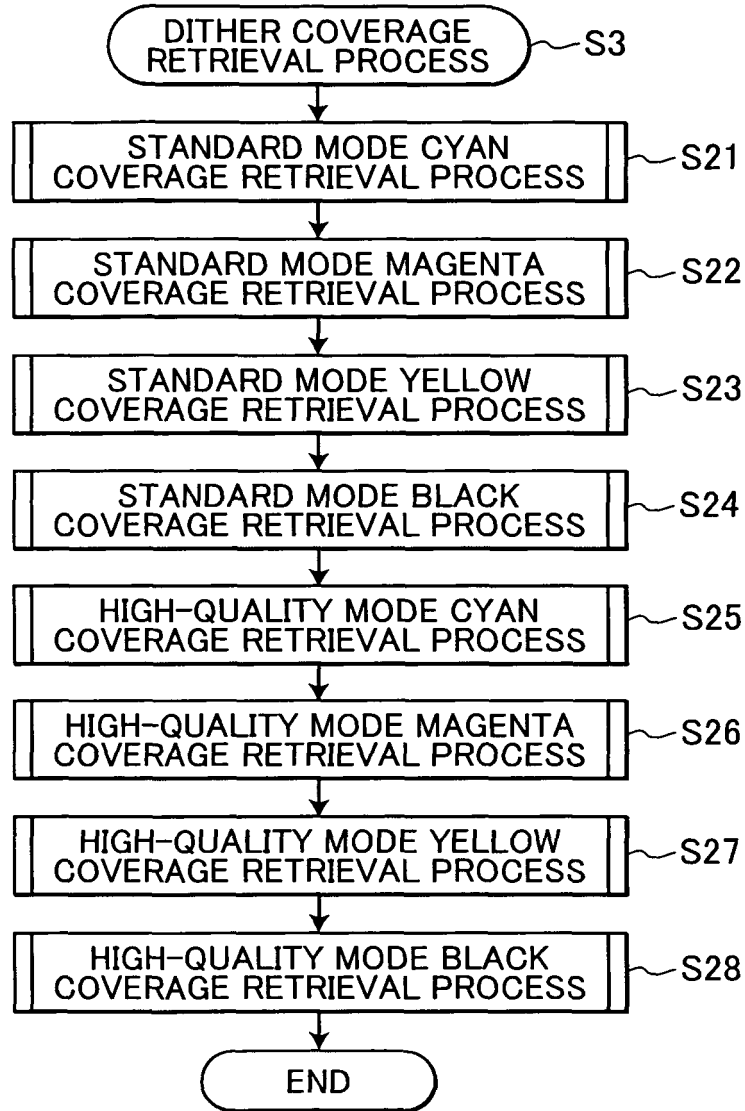 DITHER COVERAGE
RETRIEVAL PROCESS
S3
STANDARD MODE CYAN
COVERAGE RETRIEVAL PROCESS
S21
STANDARD MODE MAGENTA
COVERAGE RETRIEVAL PROCESS
S22
STANDARD MODE YELLOW
COVERAGE RETRIEVAL PROCESS
S23
STANDARD MODE BLACK
COVERAGE RETRIEVAL PROCESS
S24
HIGH-QUALITY MODE CYAN
COVERAGE RETRIEVAL PROCESS
S25
HIGH-QUALITY MODE MAGENTA
COVERAGE RETRIEVAL PROCESS
S26
HIGH-QUALITY MODE YELLOW
COVERAGE RETRIEVAL PROCESS
S27
HIGH-QUALITY MODE BLACK
COVERAGE RETRIEVAL PROCESS
S28
END